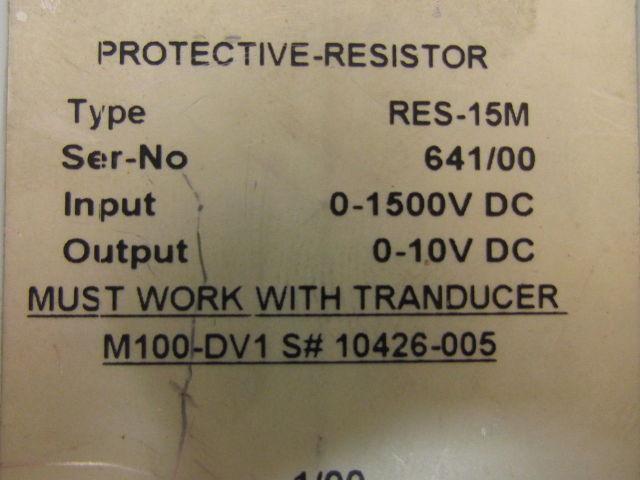 PROTECTIVE-RESISTOR
Type RES-15M
Ser-No 641/00
Input 0-1500V DC
Output 0-10V DC
MUST WORK WITH TRANDUCER
M100-DV1 S# 10426-005